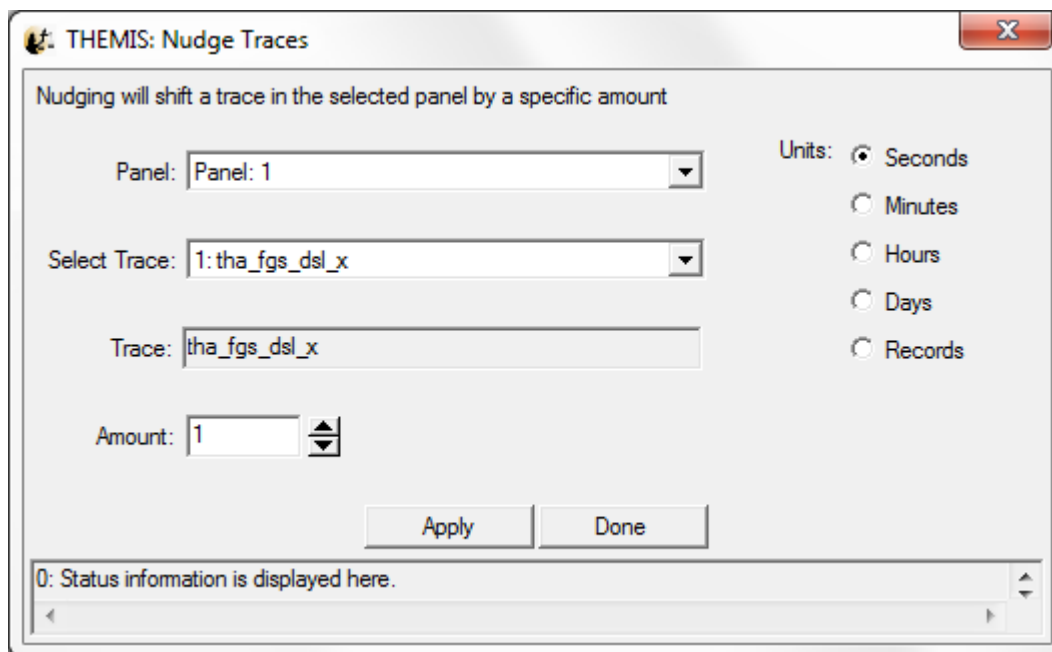 THEMIS: Nudge Traces
Nudging will shift a trace in the selected panel by a specific amount
Panel: Panel: 1
Select Trace: 1: tha_fgs_dsl_x
Trace: tha_fgs_dsl_x
Amount: 1
Units: Seconds
Minutes
Hours
Days
Records
Apply Done
0: Status information is displayed here.